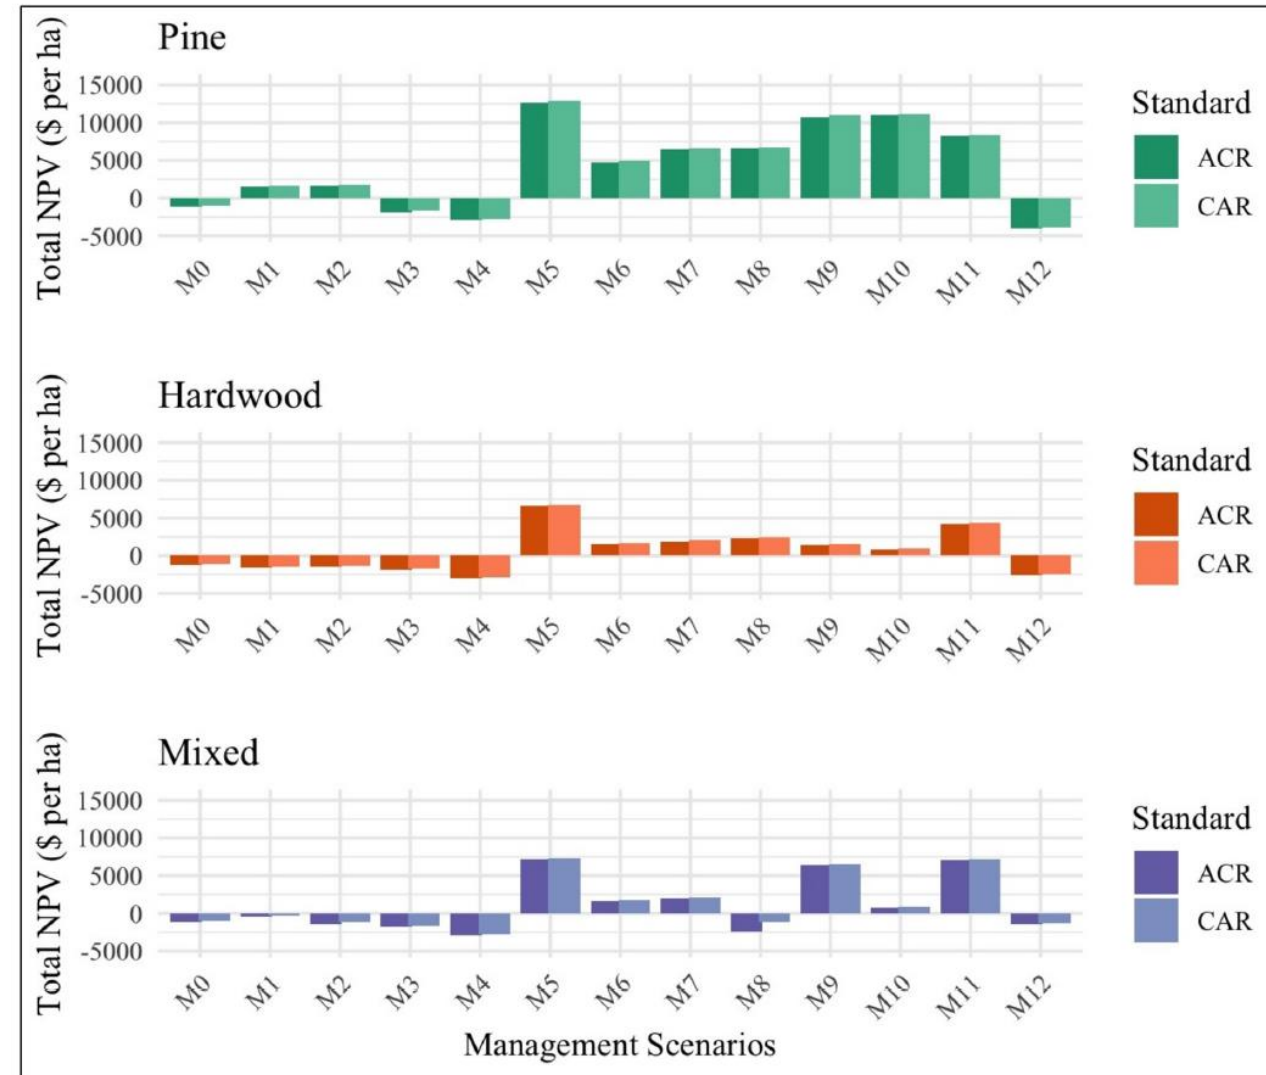 Pine
Total NPV ($ per ha)
15000
10000
5000
0
-5000
M0 M1 M2 M3 M4 M5 M6 M7 M8 M9 M10 M11 M12
Standard
ACR
CAR
Hardwood
Total NPV ($ per ha)
15000
10000
5000
0
-5000
M0 M1 M2 M3 M4 M5 M6 M7 M8 M9 M10 M11 M12
Standard
ACR
CAR
Mixed
Total NPV ($ per ha)
15000
10000
5000
0
-5000
M0 M1 M2 M3 M4 M5 M6 M7 M8 M9 M10 M11 M12
Standard
ACR
CAR
Management Scenarios